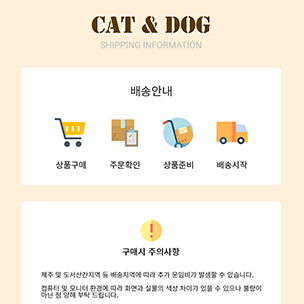 CAT & DOG
SHIPPING INFORMATION
배송안내
상품구매 주문확인 상품준비 배송시작
구매시 주의사항
제주 및 도서산간지역 등 배송지역에 따라 추가 운임비가 발생할 수 있습니다.
컴퓨터 및 모니터 환경에 따라 화면과 실물의 색상 차이가 있을 수 있으나 불량이
아닌 점 양해 부탁 드립니다.